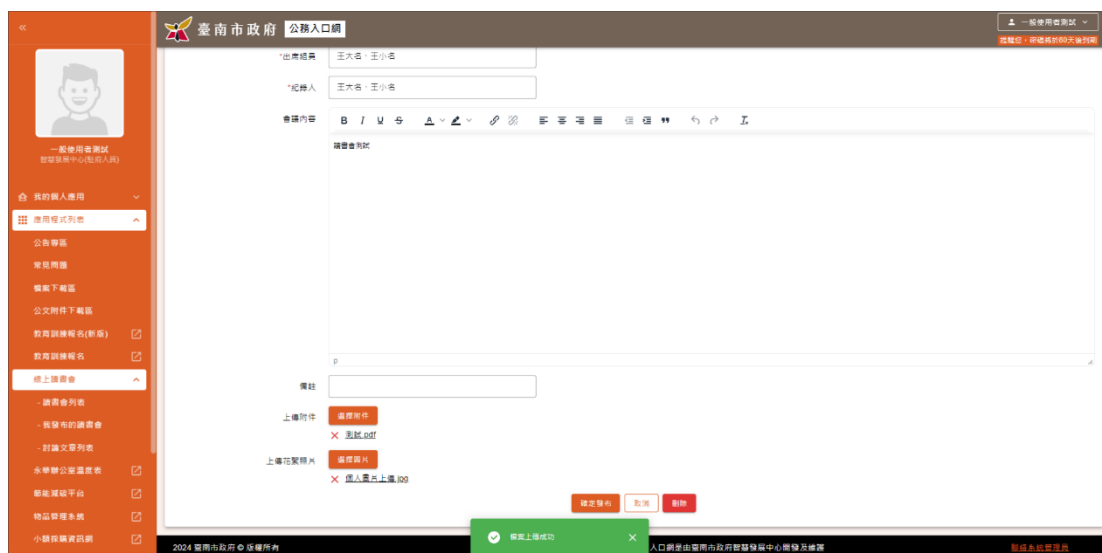 臺南市政府 公務入口網
一般使用者測試
提醒您，密碼將於60天後到期
一般使用者測試
智慧發展中心(駐府人員)
我的個人應用
應用程式列表
公告專區
常見問題
檔案下載區
公文附件下載區
教育訓練報名(新版)
教育訓練報名
線上讀書會
- 讀書會列表
- 我發布的讀書會
- 討論文章列表
永華辦公室溫度表
節能減碳平台
物品管理系統
小額採購資訊網
*出席組員 王大名、王小名
*紀錄人 王大名、王小名
會議內容
讀書會測試
p
備註
上傳附件 選擇附件
測試.pdf
上傳花絮照片 選擇圖片
個人畫片上傳.jpg
確定發布 取消 刪除
檔案上傳成功
2024 臺南市政府 © 版權所有
入口網是由臺南市政府智慧發展中心開發及維護
聯絡系統管理員